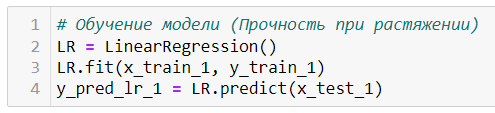 1 # Обучение модели (Прочность при растяжении)
2 LR = LinearRegression()
3 LR.fit(x_train_1, y_train_1)
4 y_pred_lr_1 = LR.predict(x_test_1)